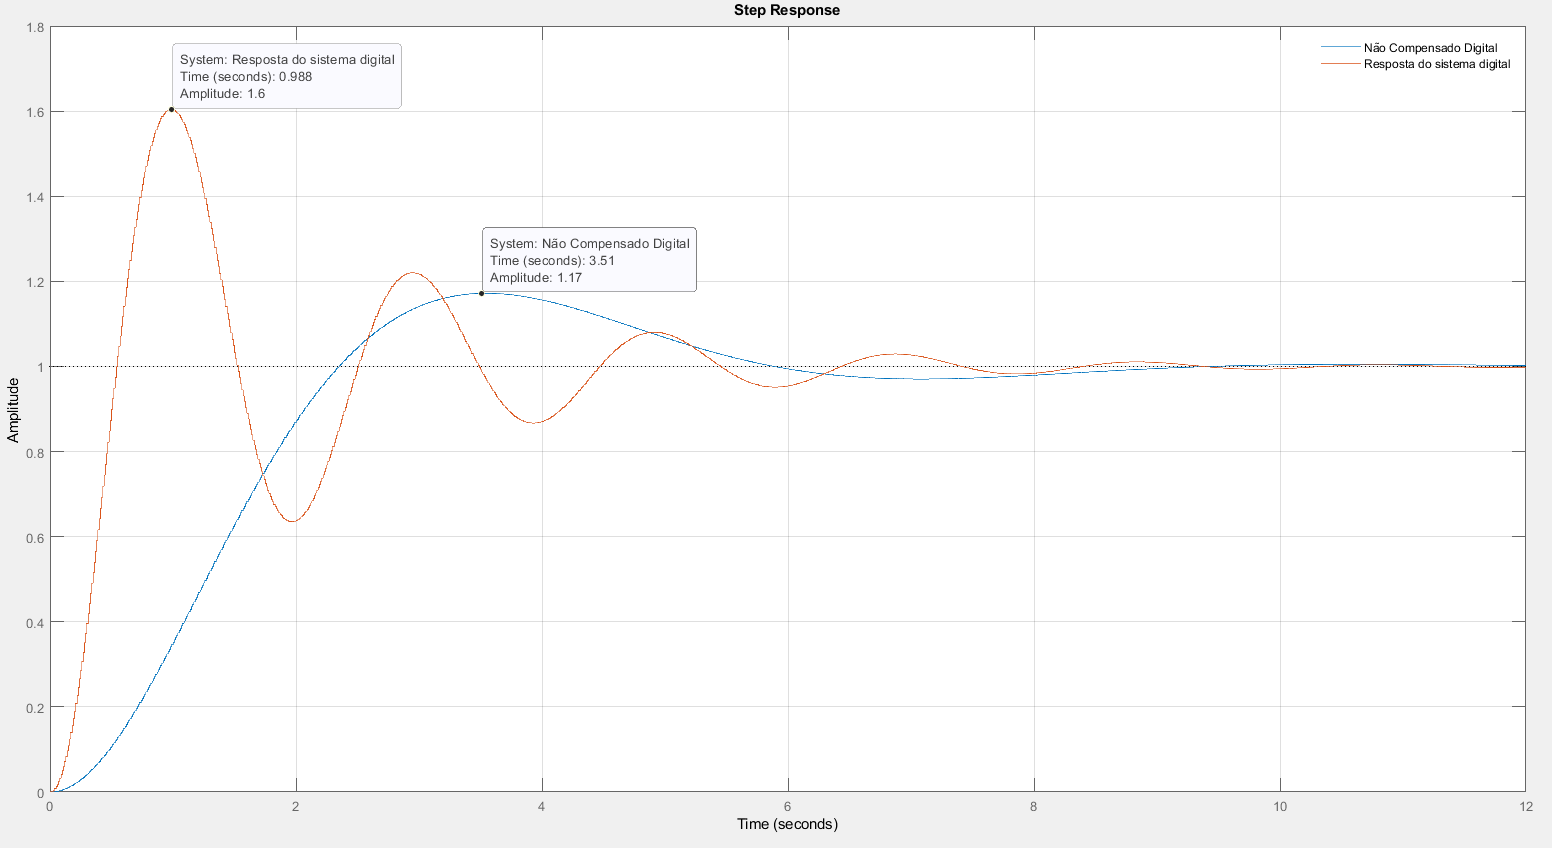 Step Response
System: Resposta do sistema digital
Time (seconds): 0.988
Amplitude: 1.6
System: Não Compensado Digital
Time (seconds): 3.51
Amplitude: 1.17
Não Compensado Digital
Resposta do sistema digital
Amplitude
1.8
1.6
1.4
1.2
1
0.8
0.6
0.4
0.2
0
0 2 4 6 8 10 12
Time (seconds)